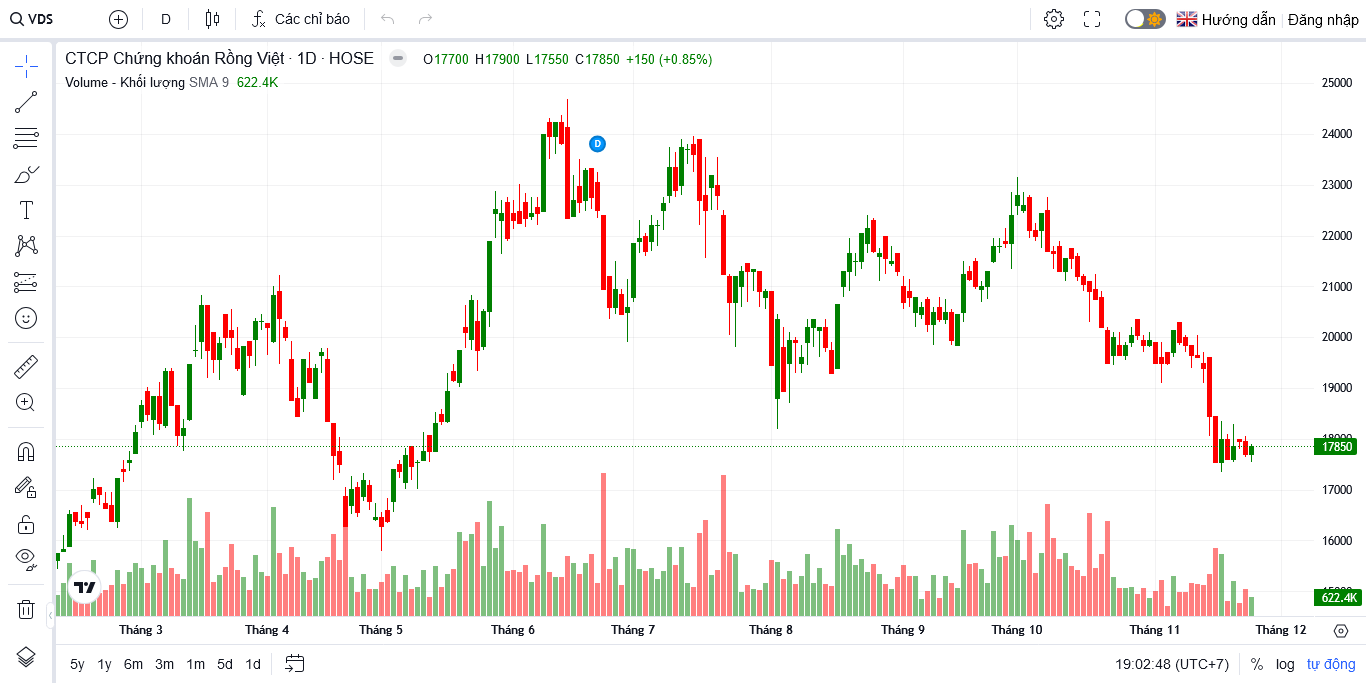 VDS D Các chỉ báo Hướng dẫn Đăng nhập
CTCP Chứng khoán Rồng Việt · 1D · HOSE O17700 H17900 L17550 C17850 +150 (+0.85%)
Volume - Khối lượng SMA 9 622.4K
D
25000
24000
23000
22000
21000
20000
19000
18000
17850
17000
16000
15000
622.4K
Tháng 3 Tháng 4 Tháng 5 Tháng 6 Tháng 7 Tháng 8 Tháng 9 Tháng 10 Tháng 11 Tháng 12
5y 1y 6m 3m 1m 5d 1d 19:02:48 (UTC+7) % log tự động